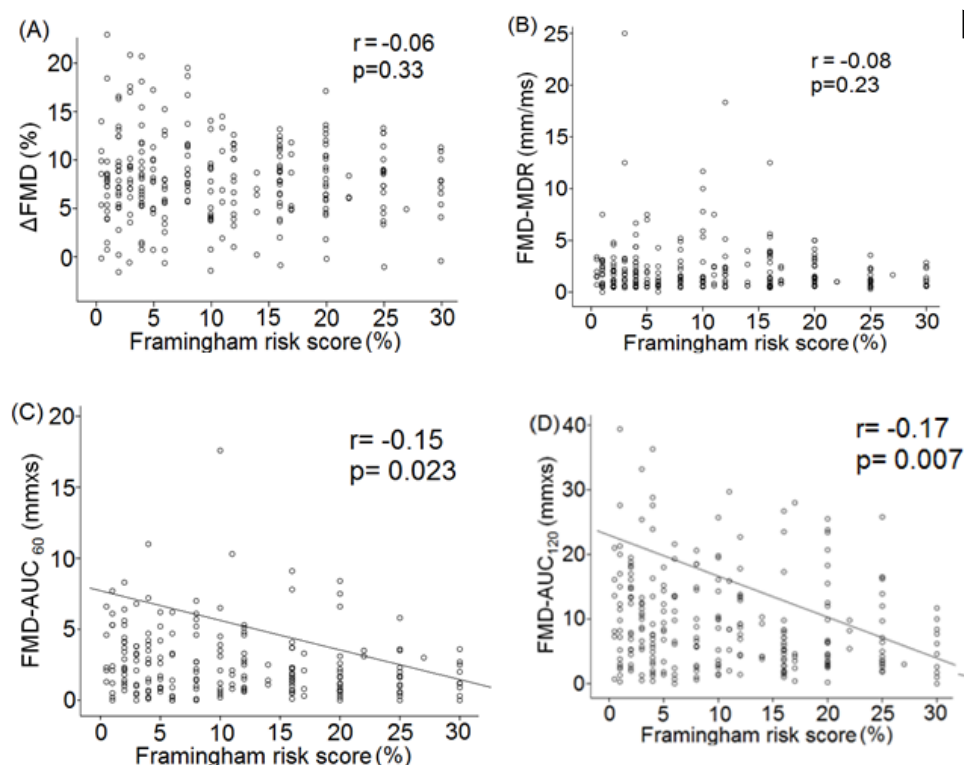 (A)
r = -0.06
p=0.33
ΔFMD (%)
20
15
10
5
0
0 5 10 15 20 25 30
Framingham risk score (%)
(B)
r = -0.08
p=0.23
FMD-MDR (mm/ms)
25
20
15
10
5
0
0 5 10 15 20 25 30
Framingham risk score (%)
(C)
r= -0.15
p= 0.023
FMD-AUC 60 (mmxs)
20
15
10
5
0
0 5 10 15 20 25 30
Framingham risk score (%)
(D)
r= -0.17
p= 0.007
FMD-AUC120 (mmxs)
40
30
20
10
0
0 5 10 15 20 25 30
Framingham risk score (%)